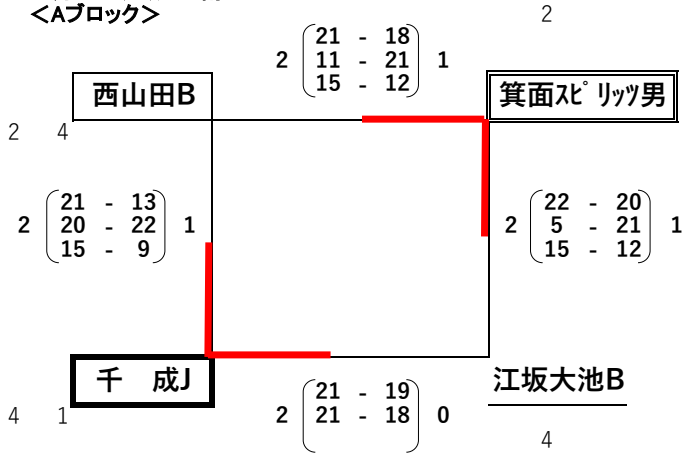 <Aブロック>
2
21 - 18
2 11 - 21 1
15 - 12
西山田B
箕面ｽﾋﾟﾘｯﾂ男
2 4
21 - 13
2 20 - 22 1
15 - 9
22 - 20
2 5 - 21 1
15 - 12
千 成J
江坂大池B
21 - 19
2 21 - 18 0
4 1
4